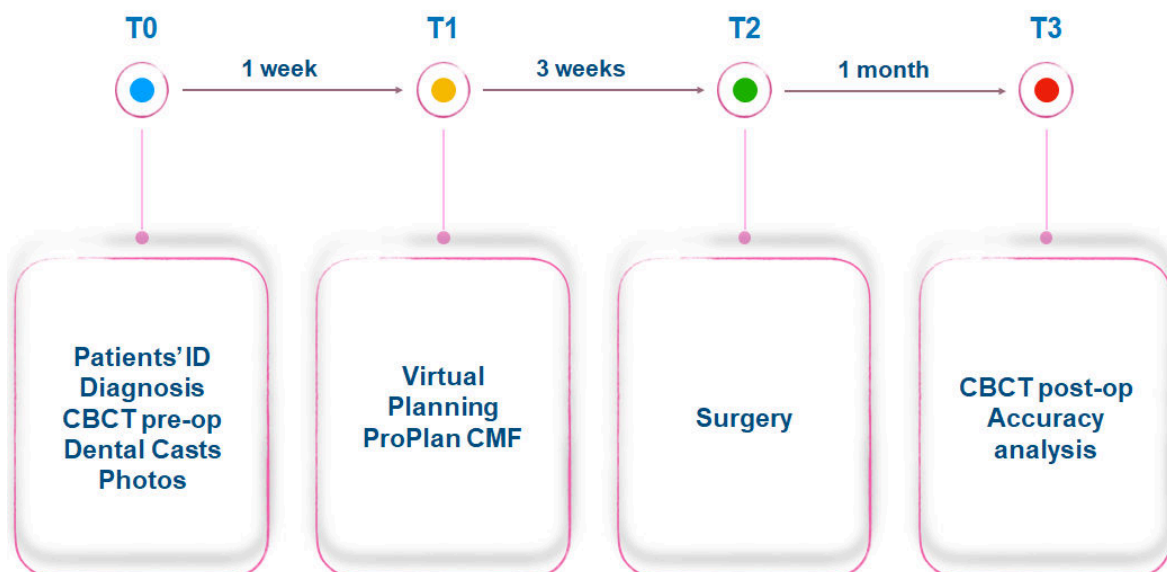 T0
T1
T2
T3
1 week
3 weeks
1 month
Patients' ID
Diagnosis
CBCT pre-op
Dental Casts
Photos
Virtual
Planning
ProPlan CMF
Surgery
CBCT post-op
Accuracy
analysis